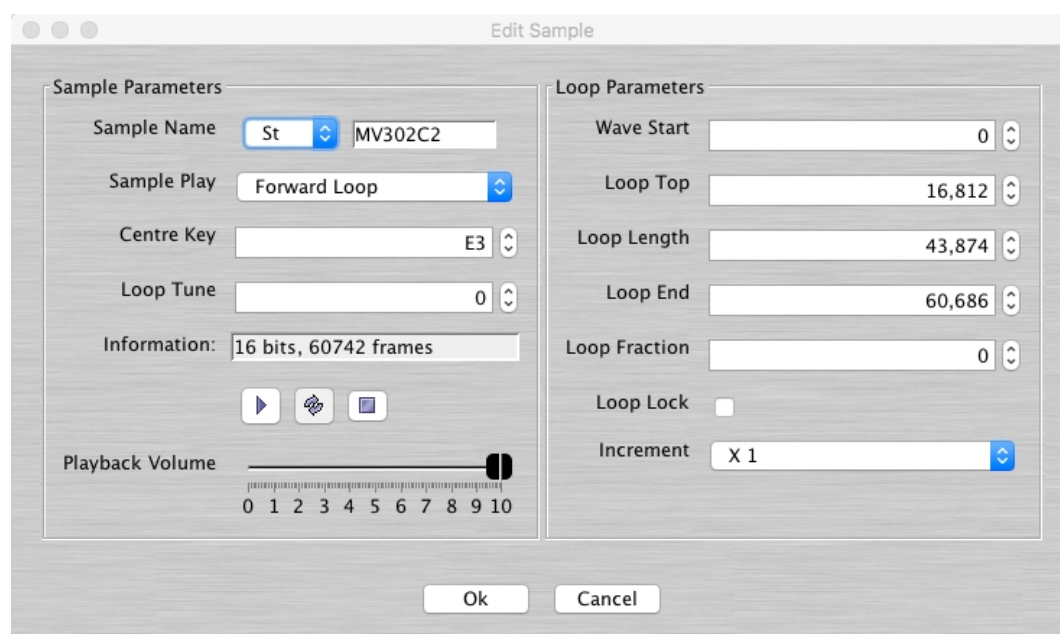 Edit Sample
Sample Parameters
Sample Name St MV302C2
Sample Play Forward Loop
Centre Key E3
Loop Tune 0
Information: 16 bits, 60742 frames
Playback Volume
0 1 2 3 4 5 6 7 8 9 10
Loop Parameters
Wave Start 0
Loop Top 16,812
Loop Length 43,874
Loop End 60,686
Loop Fraction 0
Loop Lock
Increment X 1
Ok Cancel